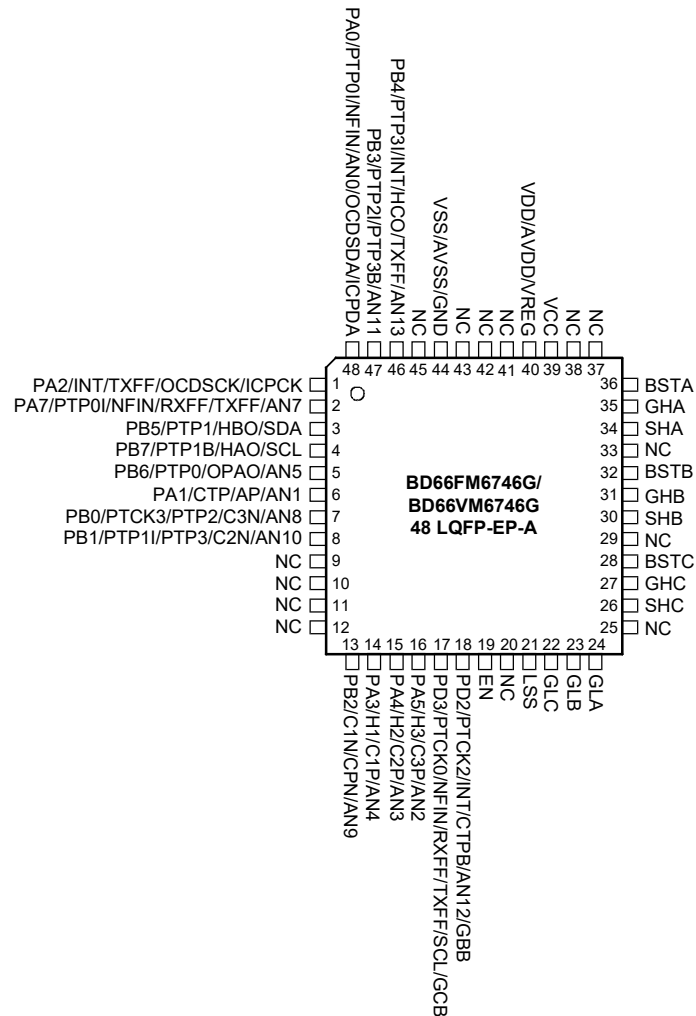 PA0/PTP0I/NFIN/AN0/OCDSDA/ICPDA
PB3/PTP2I/PTP3B/AN11
PB4/PTP3I/INT/HCO/TXFF/AN13
NC
VSS/AVSS/GND
NC
NC
NC
VDD/AVDD/VREG
VCC
NC
NC
48 47 46 45 44 43 42 41 40 39 38 37
PA2/INT/TXFF/OCDSCK/ICPCK 1
PA7/PTP0I/NFIN/RXFF/TXFF/AN7 2
PB5/PTP1/HBO/SDA 3
PB7/PTP1B/HAO/SCL 4
PB6/PTP0/OPAO/AN5 5
PA1/CTP/AP/AN1 6
PB0/PTCK3/PTP2/C3N/AN8 7
PB1/PTP1I/PTP3/C2N/AN10 8
NC 9
NC 10
NC 11
NC 12
BD66FM6746G/
BD66VM6746G
48 LQFP-EP-A
36 BSTA
35 GHA
34 SHA
33 NC
32 BSTB
31 GHB
30 SHB
29 NC
28 BSTC
27 GHC
26 SHC
25 NC
13 14 15 16 17 18 19 20 21 22 23 24
PB2/C1N/CPN/AN9
PA3/H1/C1P/AN4
PA4/H2/C2P/AN3
PA5/H3/C3P/AN2
PD3/PTCK0/NFIN/RXFF/TXFF/SCL/GCB
PD2/PTCK2/INT/CTPB/AN12/GBB
EN
NC
LSS
GLC
GLB
GLA